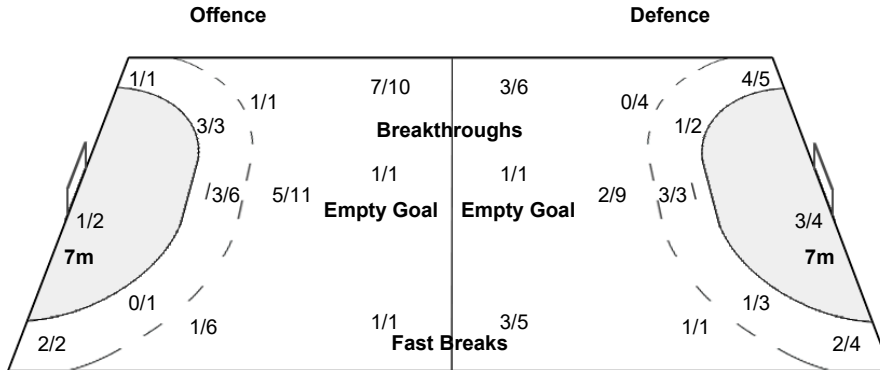 Offence Defence
1/1 7/10 3/6 4/5
1/1 0/4
3/3 Breakthroughs 1/2
1/1 1/1
3/6 5/11 2/9 3/3
Empty Goal Empty Goal
1/2 3/4
7m 7m
0/1 1/3
1/6 1/1 3/5 1/1
2/2 Fast Breaks 2/4